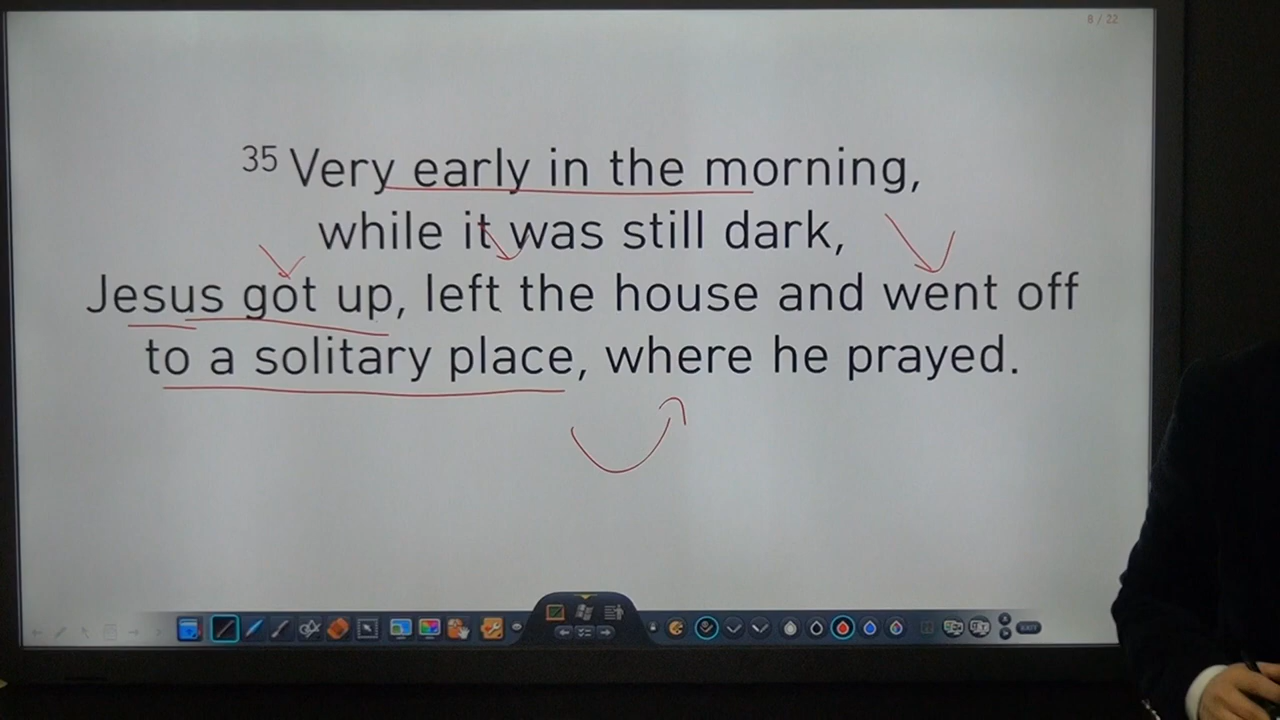 8 / 22
35 Very early in the morning,
while it was still dark,
Jesus got up, left the house and went off
to a solitary place, where he prayed.
EXIT